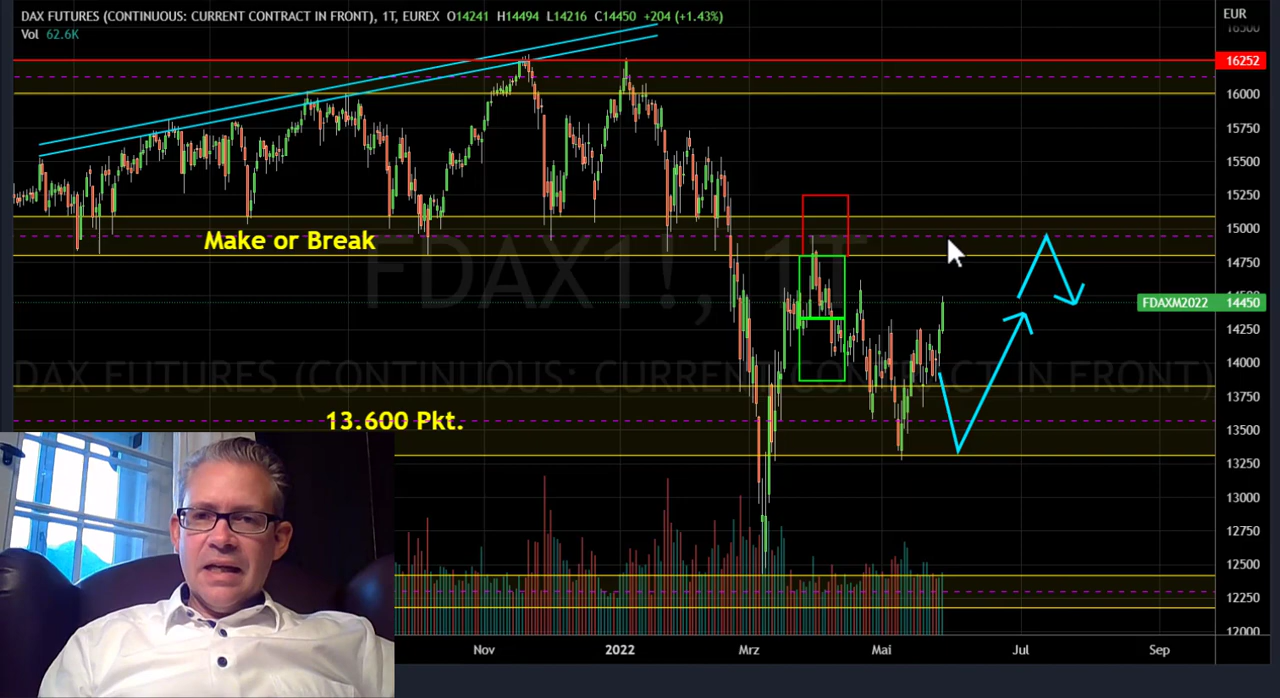 DAX FUTURES (CONTINUOUS: CURRENT CONTRACT IN FRONT), 1T, EUREX O14241 H14494 L14216 C14450 +204 (+1.43%)
EUR
Vol 62.6K
16500
16252
16000
15750
15500
15250
15000
Make or Break
FDAX1!, 1T
14750
FDAXM2022 14450
14250
DAX FUTURES (CONTINUOUS: CURRENT CONTRACT IN FRONT)
14000
13750
13.600 Pkt.
13500
13250
13000
12750
12500
12250
12000
Nov 2022 Mrz Mai Jul Sep